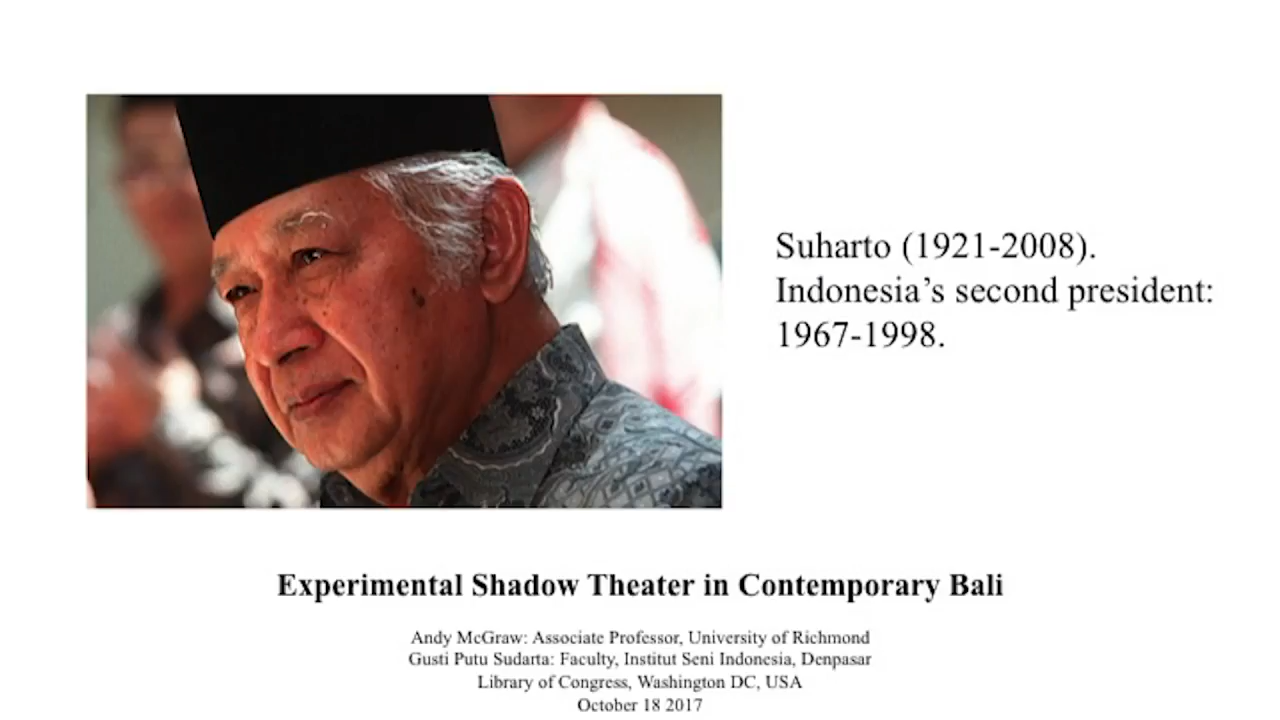 Suharto (1921-2008).
Indonesia’s second president:
1967-1998.
Experimental Shadow Theater in Contemporary Bali
Andy McGraw: Associate Professor, University of Richmond
Gusti Putu Sudarta: Faculty, Institut Seni Indonesia, Denpasar
Library of Congress, Washington DC, USA
October 18 2017